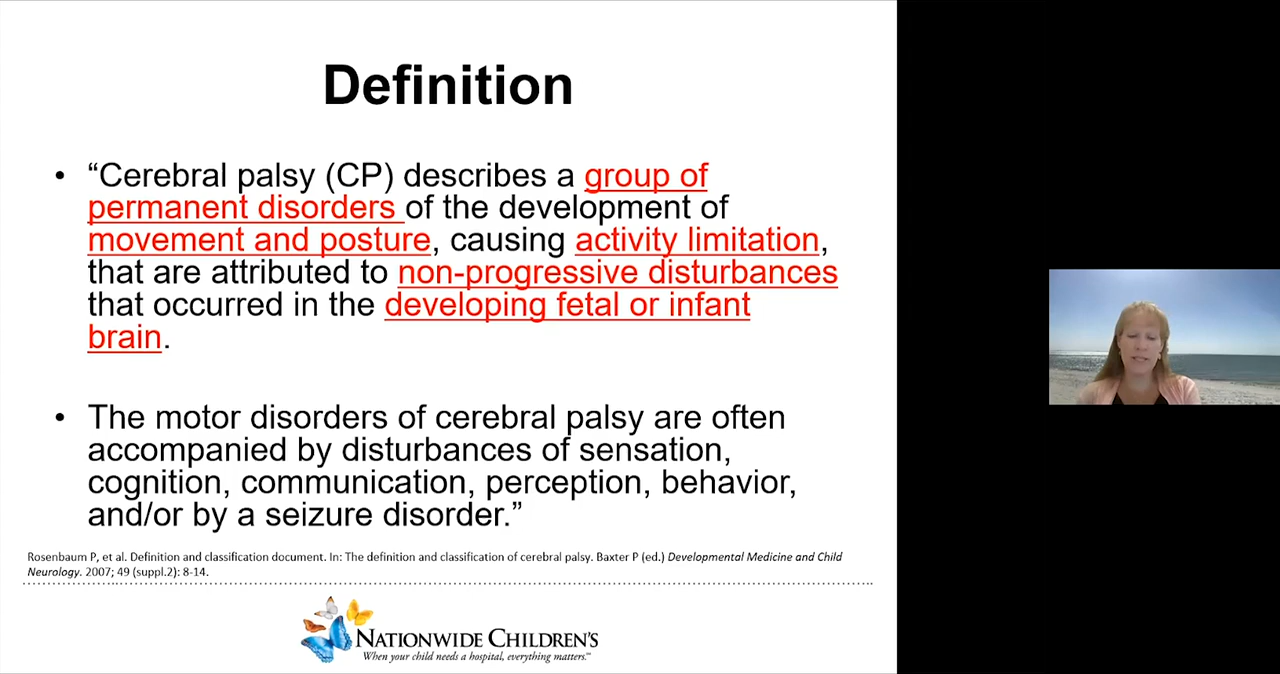 Definition
• “Cerebral palsy (CP) describes a group of
permanent disorders of the development of
movement and posture, causing activity limitation,
that are attributed to non-progressive disturbances
that occurred in the developing fetal or infant
brain.
• The motor disorders of cerebral palsy are often
accompanied by disturbances of sensation,
cognition, communication, perception, behavior,
and/or by a seizure disorder.”
Rosenbaum P, et al. Definition and classification document. In: The definition and classification of cerebral palsy. Baxter P (ed.) Developmental Medicine and Child
Neurology. 2007; 49 (suppl.2): 8-14.
NATIONWIDE CHILDREN'S
When your child needs a hospital, everything matters.™